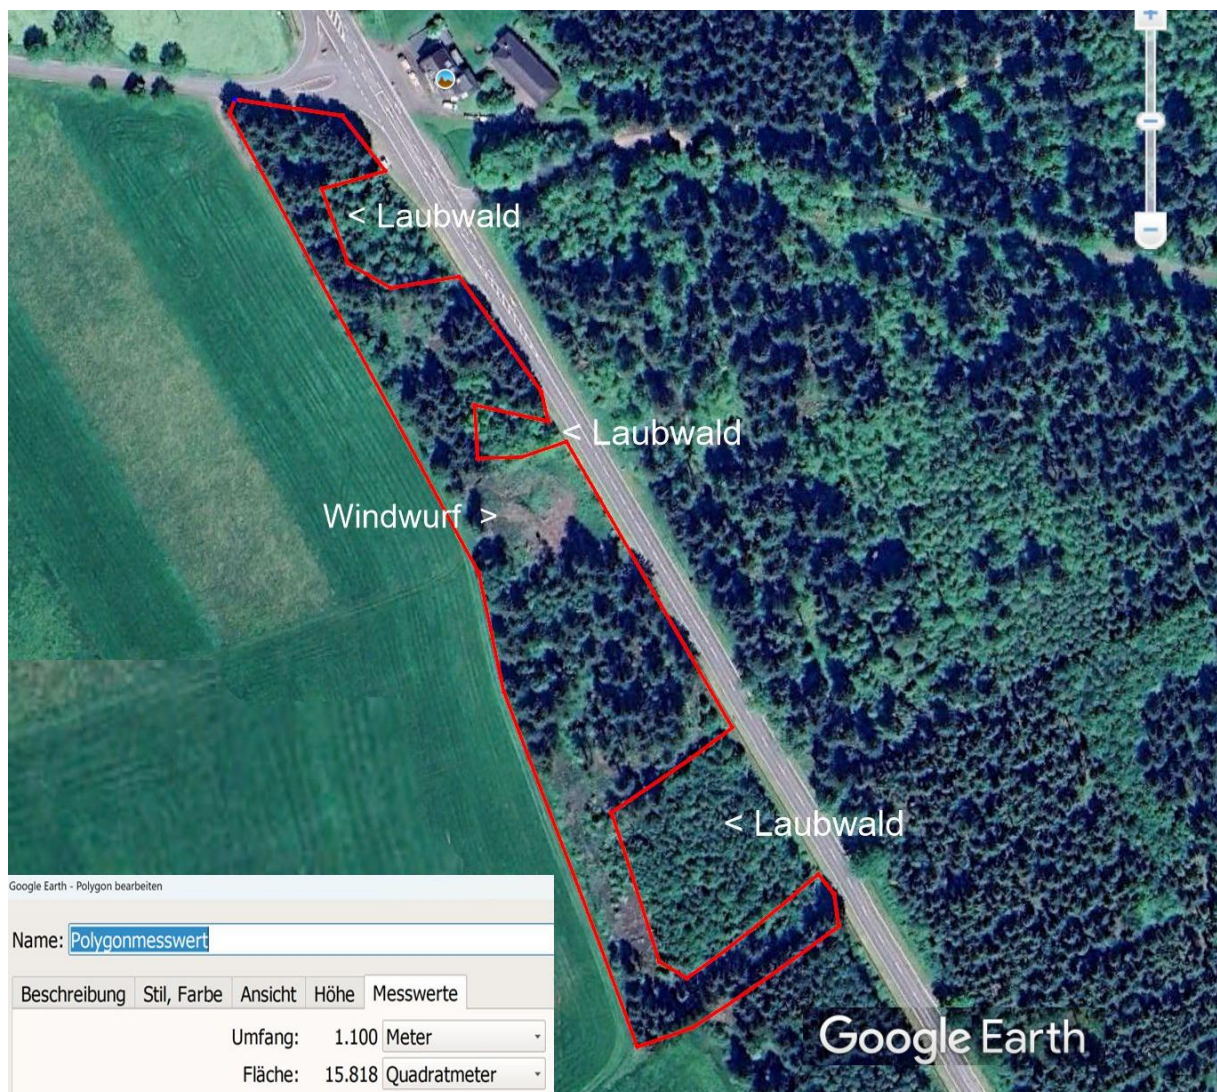 < Laubwald
< Laubwald
Windwurf >
< Laubwald
Google Earth - Polygon bearbeiten
Name: Polygonmesswert
Beschreibung Stil, Farbe Ansicht Höhe Messwerte
Umfang: 1.100 Meter
Fläche: 15.818 Quadratmeter
Google Earth